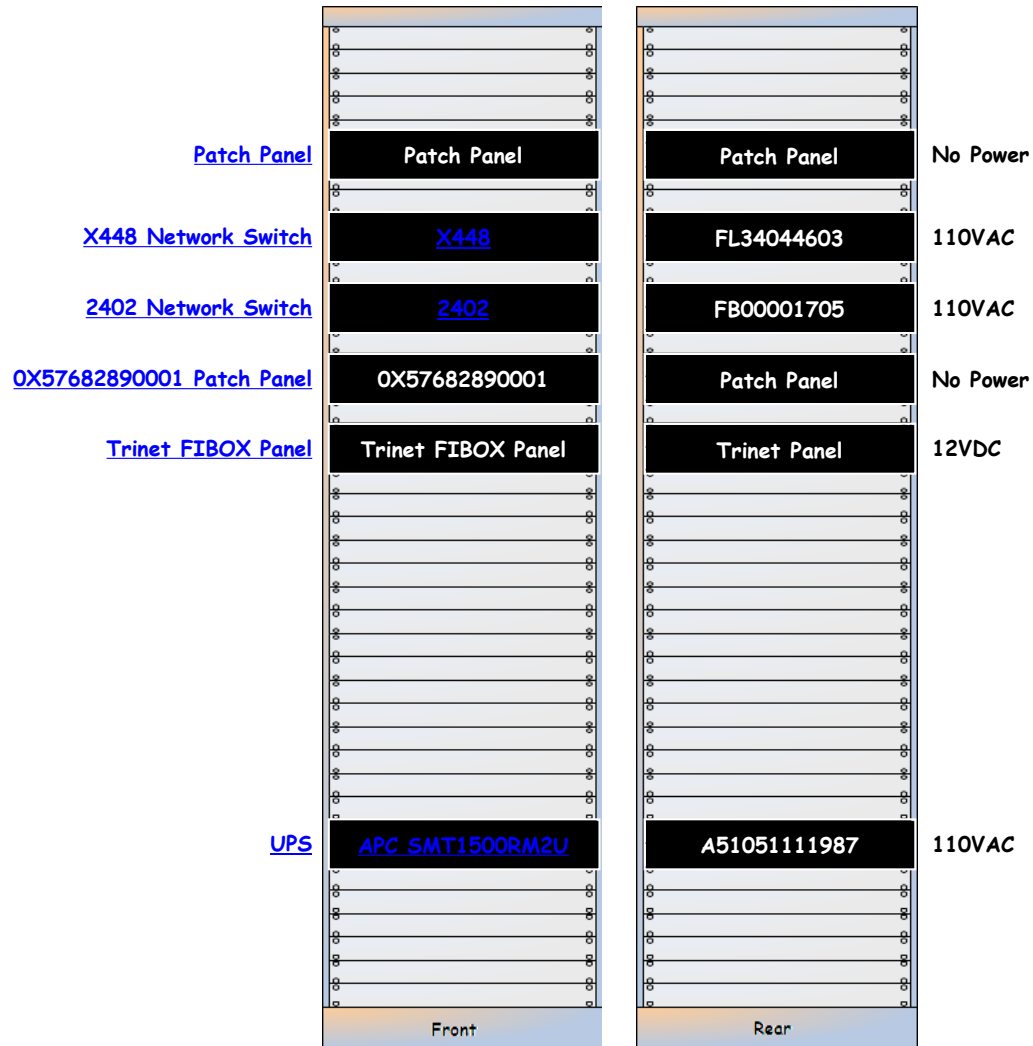 Patch Panel Patch Panel Patch Panel No Power
X448 Network Switch X448 FL34044603 110VAC
2402 Network Switch 2402 FB00001705 110VAC
0X57682890001 Patch Panel 0X57682890001 Patch Panel No Power
Trinet FIBOX Panel Trinet FIBOX Panel Trinet Panel 12VDC
UPS APC SMT1500RM2U A51051111987 110VAC
Front Rear